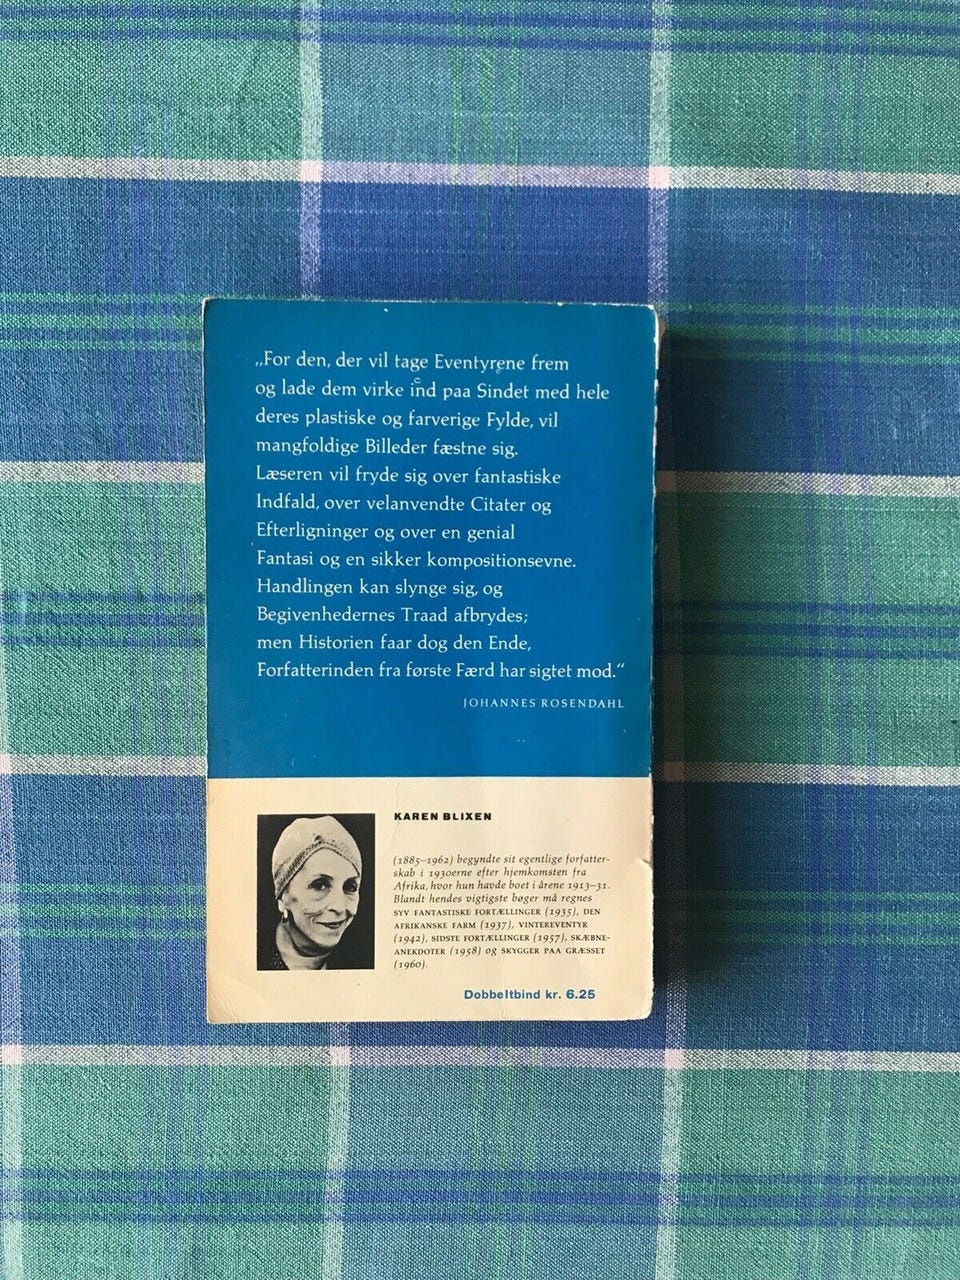 „For den, der vil tage Eventyrene frem
og lade dem virke ind paa Sindet med hele
deres plastiske og farverige Fylde, vil
mangfoldige Billeder fæstne sig.
Læseren vil fryde sig over fantastiske
Indfald, over velanvendte Citater og
Efterligninger og over en genial
Fantasi og en sikker kompositionsevne.
Handlingen kan slynge sig, og
Begivenhedernes Traad afbrydes;
men Historien faar dog den Ende,
Forfatterinden fra første Færd har sigtet mod.“
JOHANNES ROSENDAHL
KAREN BLIXEN
(1885–1962) begyndte sit egentlige forfatter-
skab i 1930erne efter hjemkomsten fra
Afrika, hvor hun havde boet i årene 1913–31.
Blandt hendes vigtigste bøger må regnes
SYV FANTASTISKE FORTÆLLINGER (1935), DEN
AFRIKANSKE FARM (1937), VINTEREVENTYR
(1942), SIDSTE FORTÆLLINGER (1957), SKÆBNE-
ANEKDOTER (1958) og SKYGGER PAA GRÆSSET
(1960).
Dobbeltbind kr. 6.25